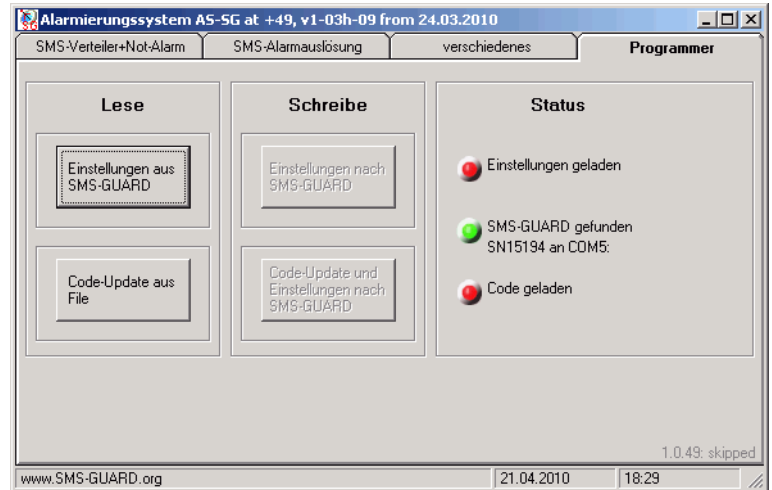 Alarmierungssystem AS-SG at +49, v1-03h-09 from 24.03.2010
SMS-Verteiler+Not-Alarm
SMS-Alarmauslösung
verschiedenes
Programmer
Lese
Einstellungen aus
SMS-GUARD
Code-Update aus
File
Schreibe
Einstellungen nach
SMS-GUARD
Code-Update und
Einstellungen nach
SMS-GUARD
Status
Einstellungen geladen
SMS-GUARD gefunden
SN15194 an COM5:
Code geladen
1.0.49: skipped
www.SMS-GUARD.org
21.04.2010
18:29